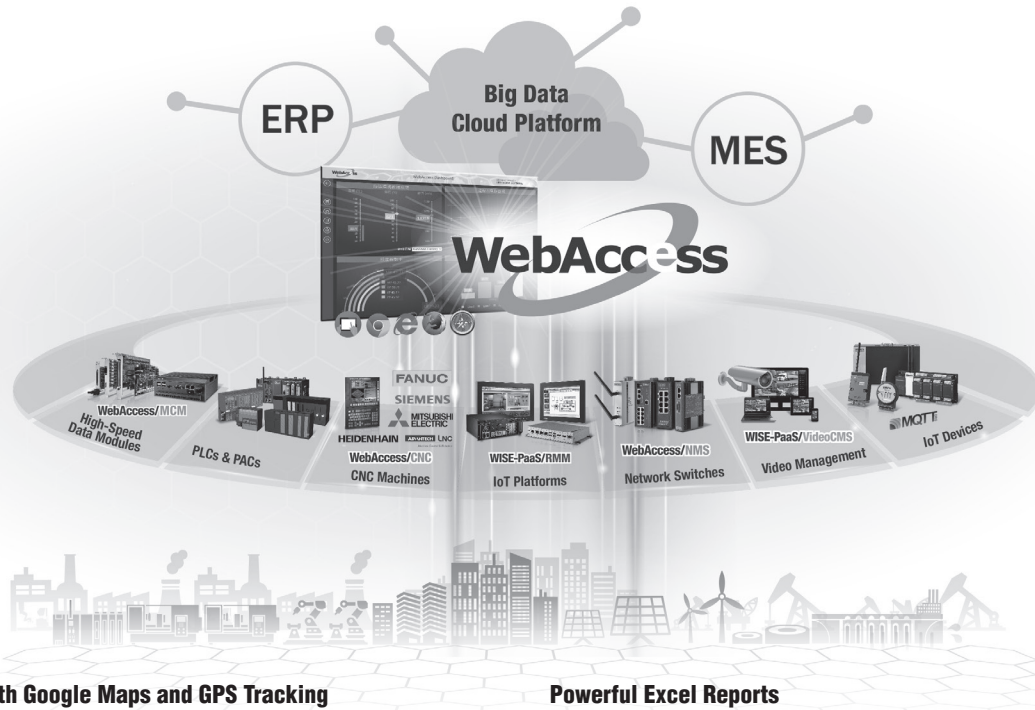 Big Data
Cloud Platform
ERP
MES
WebAccess
WebAccess/MCM
High-Speed
Data Modules
PLCs & PACs
FANUC
SIEMENS
MITSUBISHI
ELECTRIC
HEIDENHAIN
LNC
WebAccess/CNC
CNC Machines
WISE-PaaS/RMM
IoT Platforms
WebAccess/NMS
Network Switches
WISE-PaaS/VideoCMS
Video Management
MQTT
IoT Devices
th Google Maps and GPS Tracking
Powerful Excel Reports